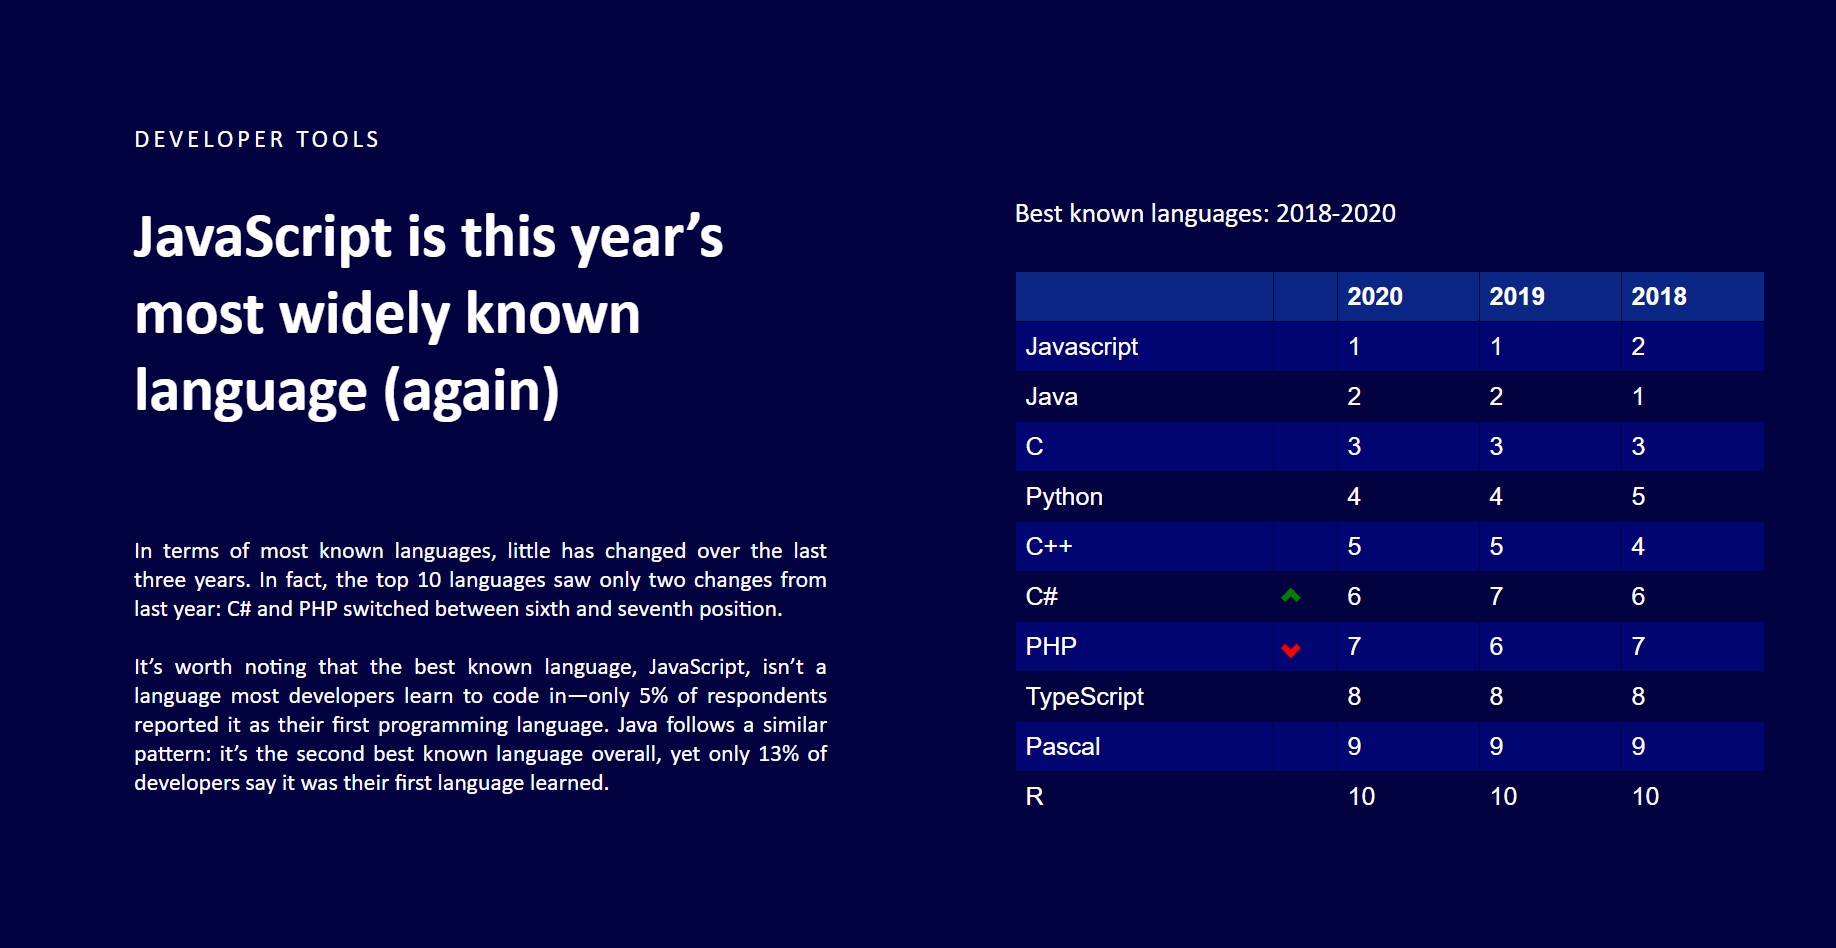 DEVELOPER TOOLS
JavaScript is this year’s
most widely known
language (again)
In terms of most known languages, little has changed over the last
three years. In fact, the top 10 languages saw only two changes from
last year: C# and PHP switched between sixth and seventh position.
It’s worth noting that the best known language, JavaScript, isn’t a
language most developers learn to code in—only 5% of respondents
reported it as their first programming language. Java follows a similar
pattern: it’s the second best known language overall, yet only 13% of
developers say it was their first language learned.
Best known languages: 2018-2020
2020 2019 2018
Javascript 1 1 2
Java 2 2 1
C 3 3 3
Python 4 4 5
C++ 5 5 4
C# 6 7 6
PHP 7 6 7
TypeScript 8 8 8
Pascal 9 9 9
R 10 10 10